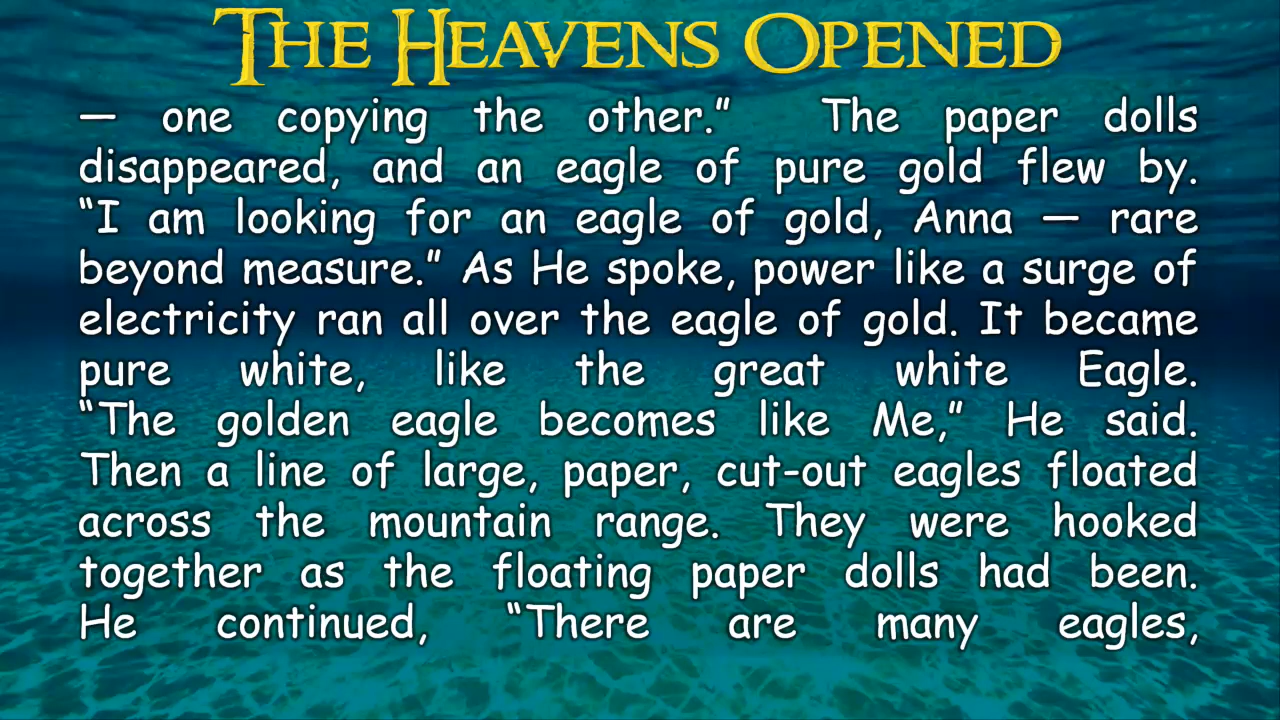 THE HEAVENS OPENED
— one copying the other.” The paper dolls
disappeared, and an eagle of pure gold flew by.
“I am looking for an eagle of gold, Anna — rare
beyond measure.” As He spoke, power like a surge of
electricity ran all over the eagle of gold. It became
pure white, like the great white Eagle.
“The golden eagle becomes like Me,” He said.
Then a line of large, paper, cut-out eagles floated
across the mountain range. They were hooked
together as the floating paper dolls had been.
He continued, “There are many eagles,